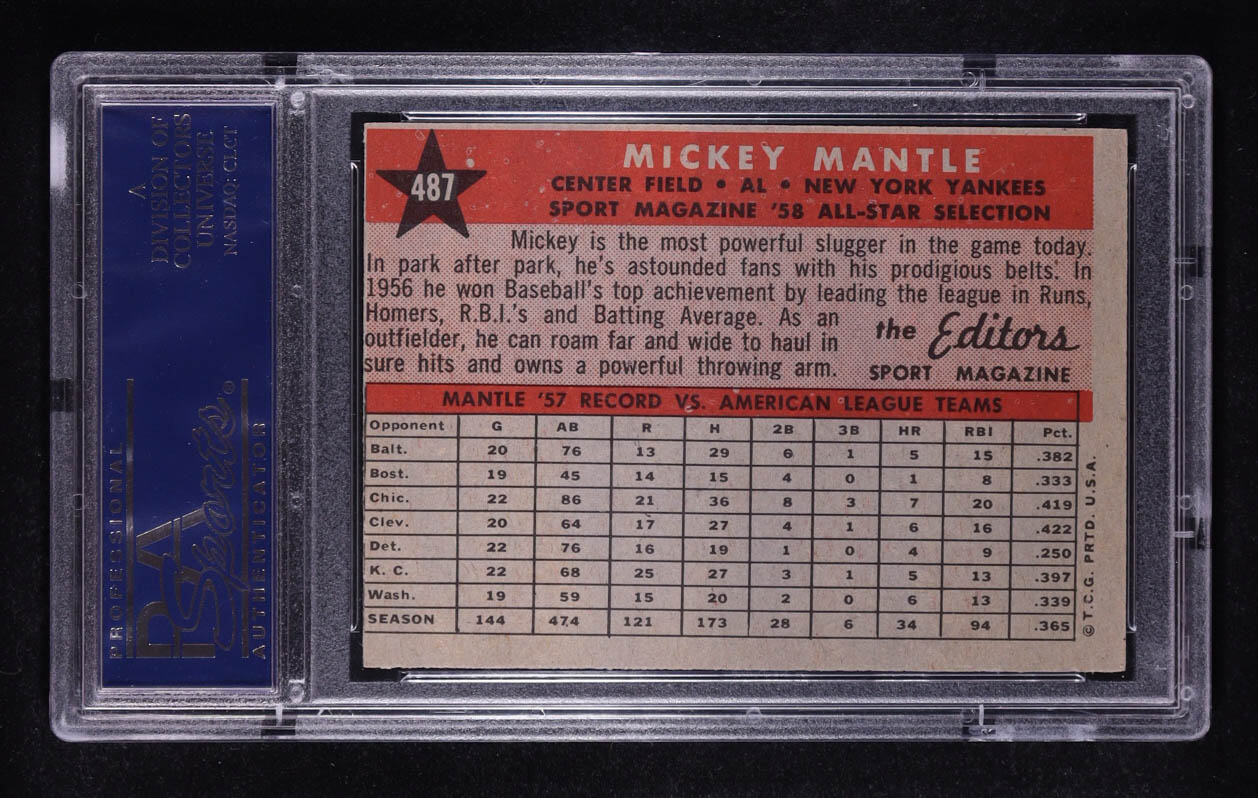 A
DIVISION OF
COLLECTORS
UNIVERSE
NASDAQ: CLCT
PROFESSIONAL
PSA
Sports®
AUTHENTICATOR
487
MICKEY MANTLE
CENTER FIELD • AL • NEW YORK YANKEES
SPORT MAGAZINE '58 ALL-STAR SELECTION
Mickey is the most powerful slugger in the game today.
In park after park, he's astounded fans with his prodigious belts. In
1956 he won Baseball's top achievement by leading the league in Runs,
Homers, R.B.I.'s and Batting Average. As an
outfielder, he can roam far and wide to haul in
sure hits and owns a powerful throwing arm.
the Editors
SPORT MAGAZINE
MANTLE '57 RECORD VS. AMERICAN LEAGUE TEAMS
Opponent G AB R H 2B 3B HR RBI Pct.
Balt. 20 76 13 29 6 1 5 15 .382
Bost. 19 45 14 15 4 0 1 8 .333
Chic. 22 86 21 36 8 3 7 20 .419
Clev. 20 64 17 27 4 1 6 16 .422
Det. 22 76 16 19 1 0 4 9 .250
K. C. 22 68 25 27 3 1 5 13 .397
Wash. 19 59 15 20 2 0 6 13 .339
SEASON 144 474 121 173 28 6 34 94 .365
© T.C.G. PRTD. U.S.A.